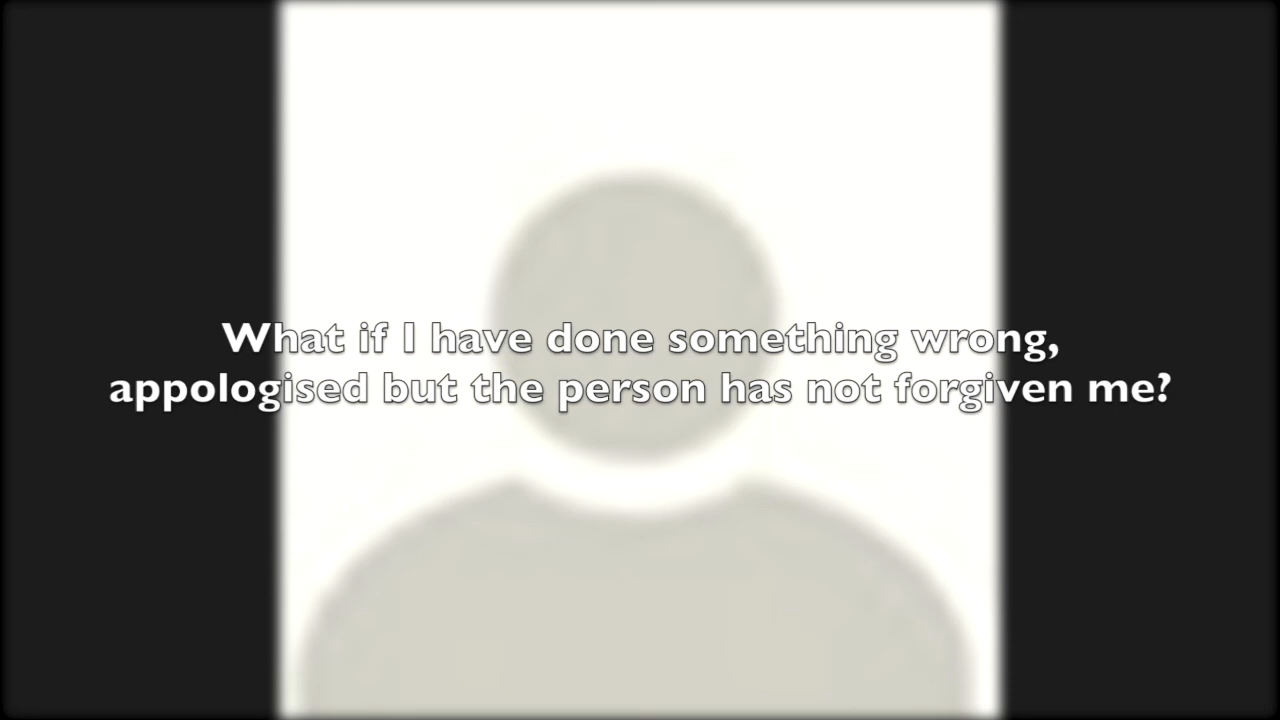 What if I have done something wrong,
appologised but the person has not forgiven me?